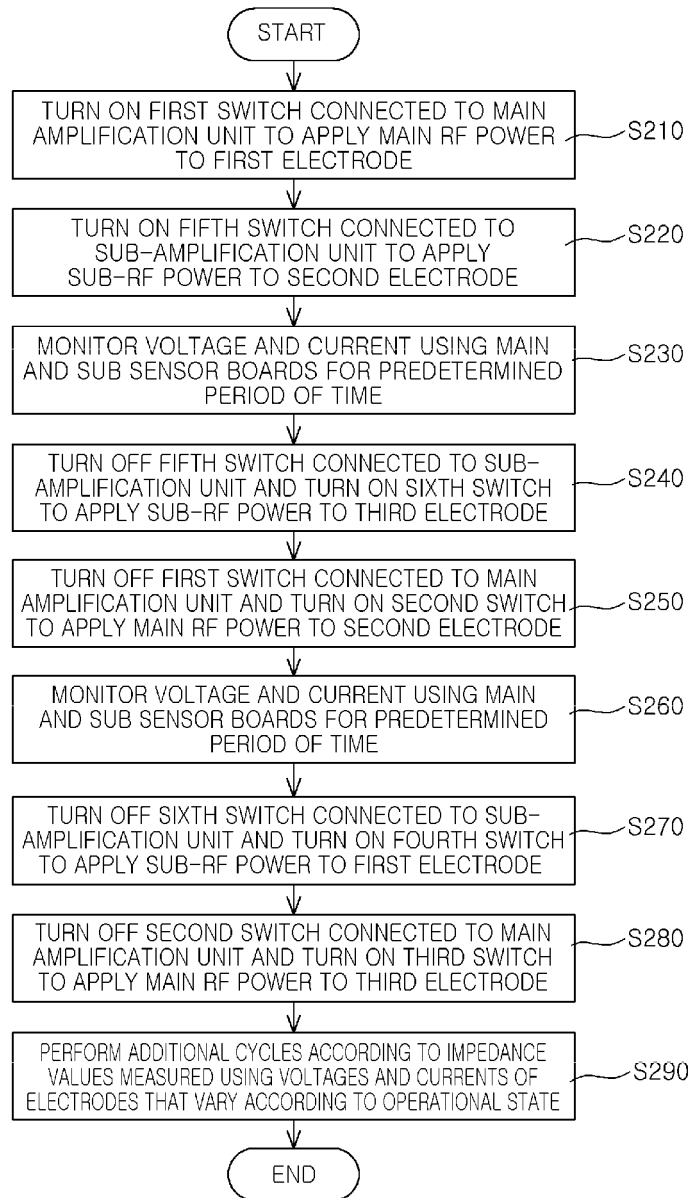 START
TURN ON FIRST SWITCH CONNECTED TO MAIN
AMPLIFICATION UNIT TO APPLY MAIN RF POWER
TO FIRST ELECTRODE
S210
TURN ON FIFTH SWITCH CONNECTED TO
SUB-AMPLIFICATION UNIT TO APPLY
SUB-RF POWER TO SECOND ELECTRODE
S220
MONITOR VOLTAGE AND CURRENT USING MAIN
AND SUB SENSOR BOARDS FOR PREDETERMINED
PERIOD OF TIME
S230
TURN OFF FIFTH SWITCH CONNECTED TO SUB-
AMPLIFICATION UNIT AND TURN ON SIXTH SWITCH
TO APPLY SUB-RF POWER TO THIRD ELECTRODE
S240
TURN OFF FIRST SWITCH CONNECTED TO MAIN
AMPLIFICATION UNIT AND TURN ON SECOND SWITCH
TO APPLY MAIN RF POWER TO SECOND ELECTRODE
S250
MONITOR VOLTAGE AND CURRENT USING MAIN
AND SUB SENSOR BOARDS FOR PREDETERMINED
PERIOD OF TIME
S260
TURN OFF SIXTH SWITCH CONNECTED TO SUB-
AMPLIFICATION UNIT AND TURN ON FOURTH SWITCH
TO APPLY SUB-RF POWER TO FIRST ELECTRODE
S270
TURN OFF SECOND SWITCH CONNECTED TO MAIN
AMPLIFICATION UNIT AND TURN ON THIRD SWITCH
TO APPLY MAIN RF POWER TO THIRD ELECTRODE
S280
PERFORM ADDITIONAL CYCLES ACCORDING TO IMPEDANCE
VALUES MEASURED USING VOLTAGES AND CURRENTS OF
ELECTRODES THAT VARY ACCORDING TO OPERATIONAL STATE
S290
END